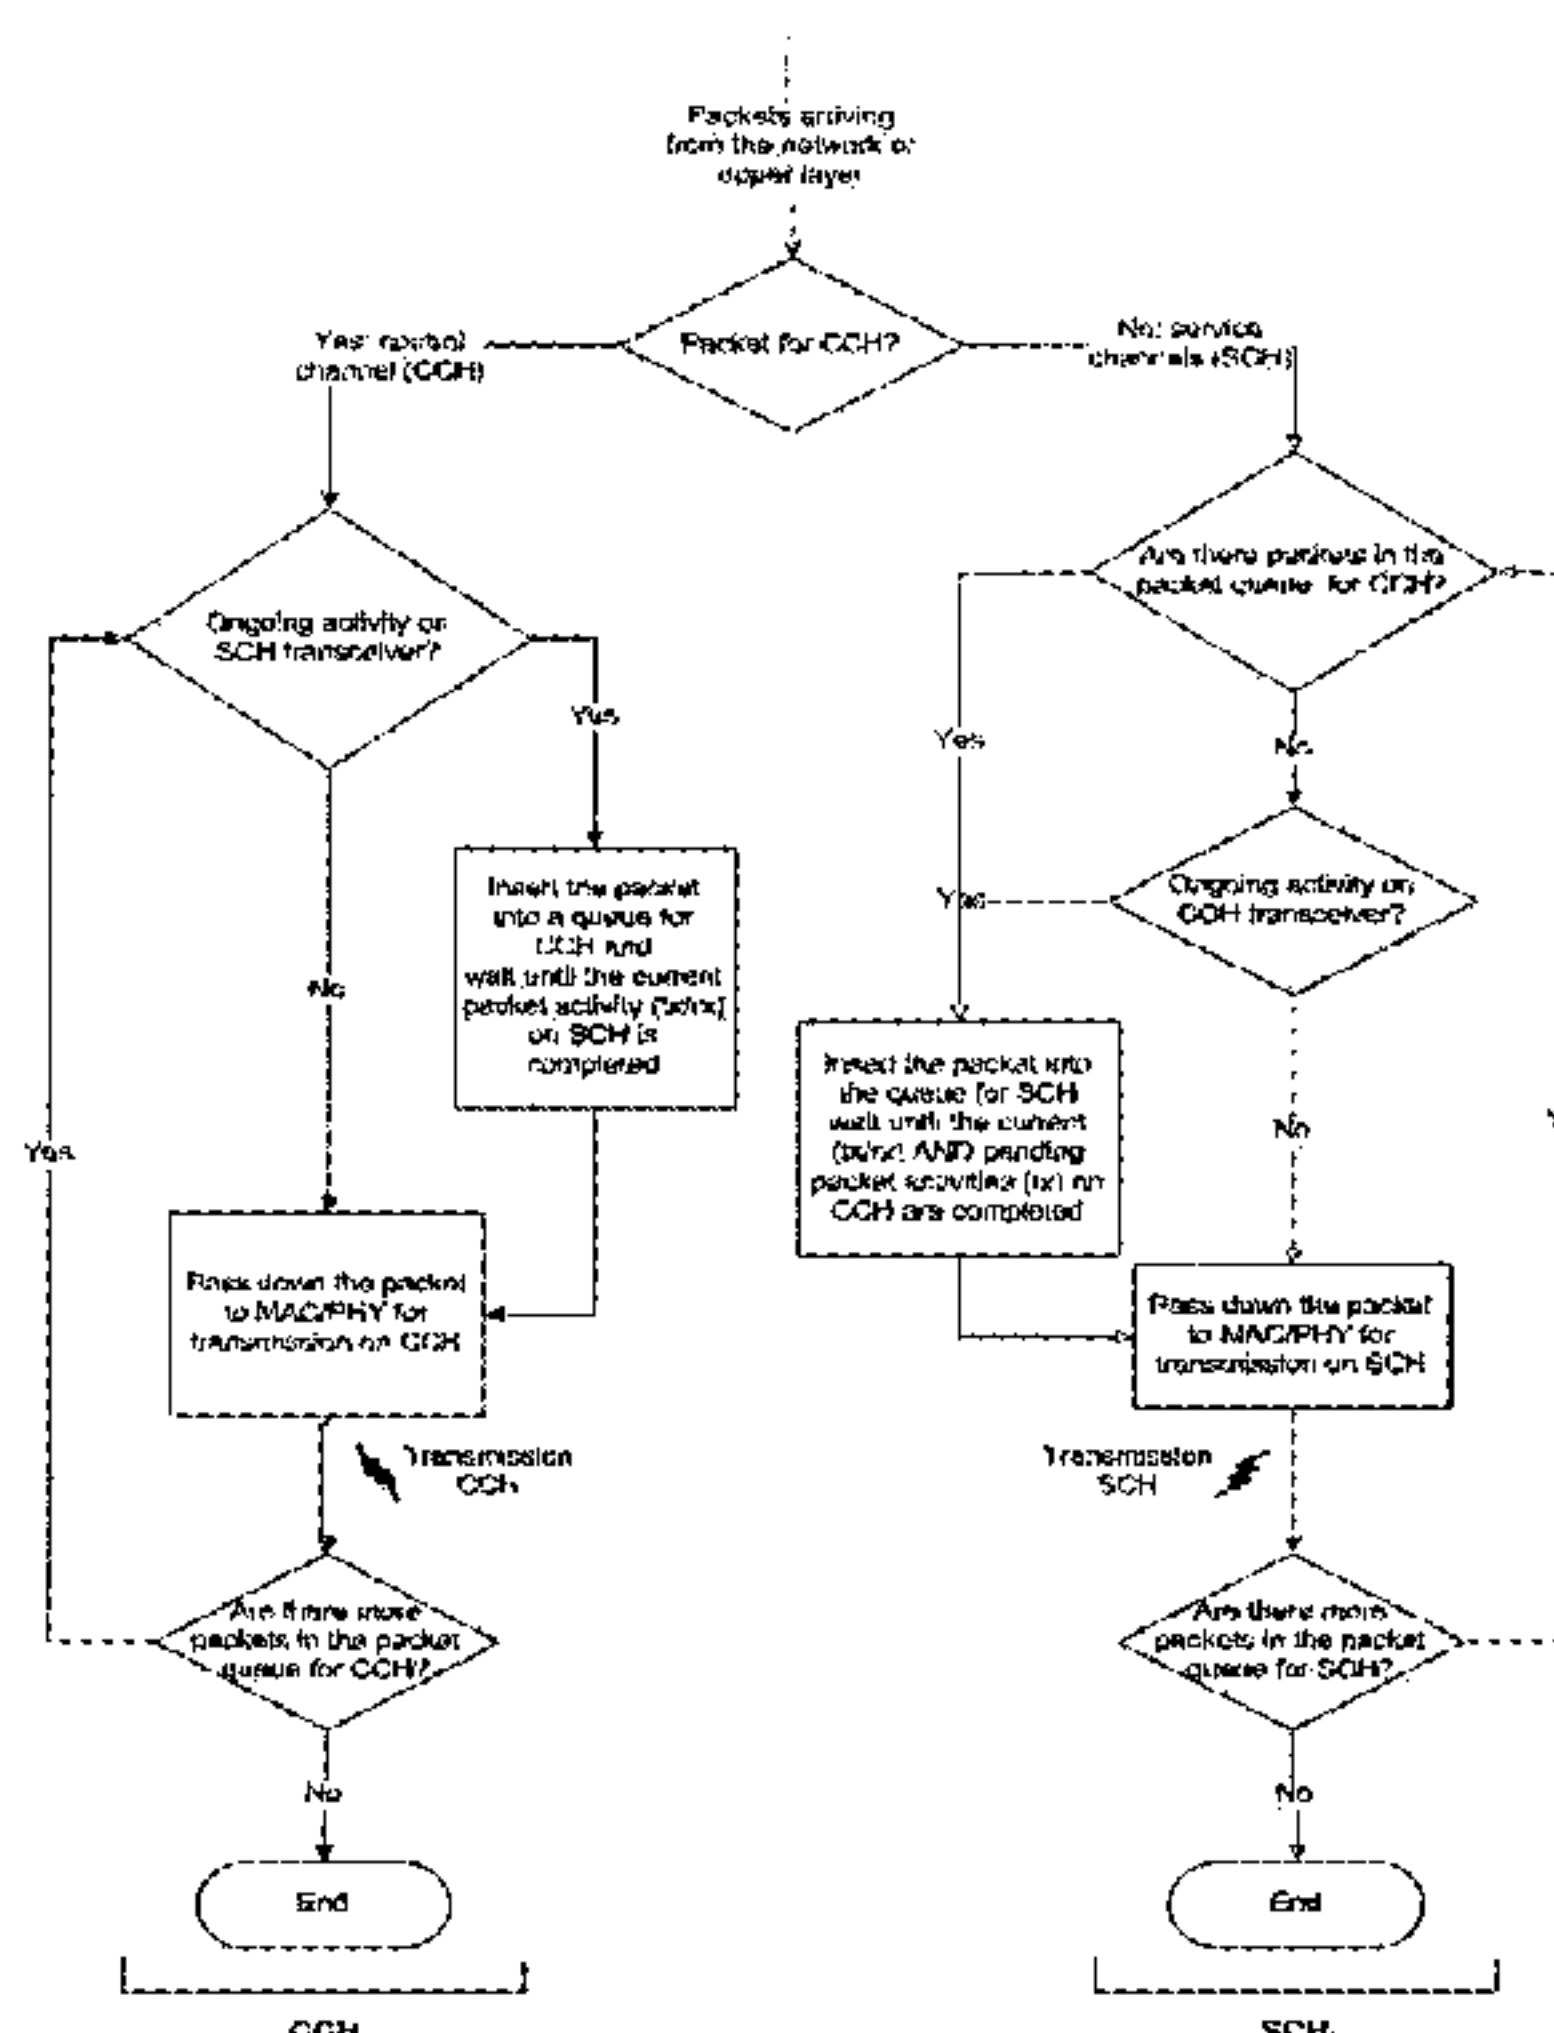 Packets arriving
from the network or
upper layer
Packet for CCH?
Yes: control
channel (CCH)
No: service
channels (SCH)
Ongoing activity on
SCH transceiver?
Yes
No
Insert the packet
into a queue for
CCH and
wait until the current
packet activity (tx/rx)
on SCH is
completed
Yes
Pass down the packet
to MAC/PHY for
transmission on CCH
Transmission
CCH
Are there more
packets in the packet
queue for CCH?
No
End
CCH
Are there packets in the
packet queue for CCH?
Yes
No
Ongoing activity on
CCH transceiver?
Yes
No
Insert the packet into
the queue for SCH
wait until the current
(tx/rx) AND pending
packet activities (tx) on
CCH are completed
Pass down the packet
to MAC/PHY for
transmission on SCH
Transmission
SCH
Are there more
packets in the packet
queue for SCH?
No
End
SCH